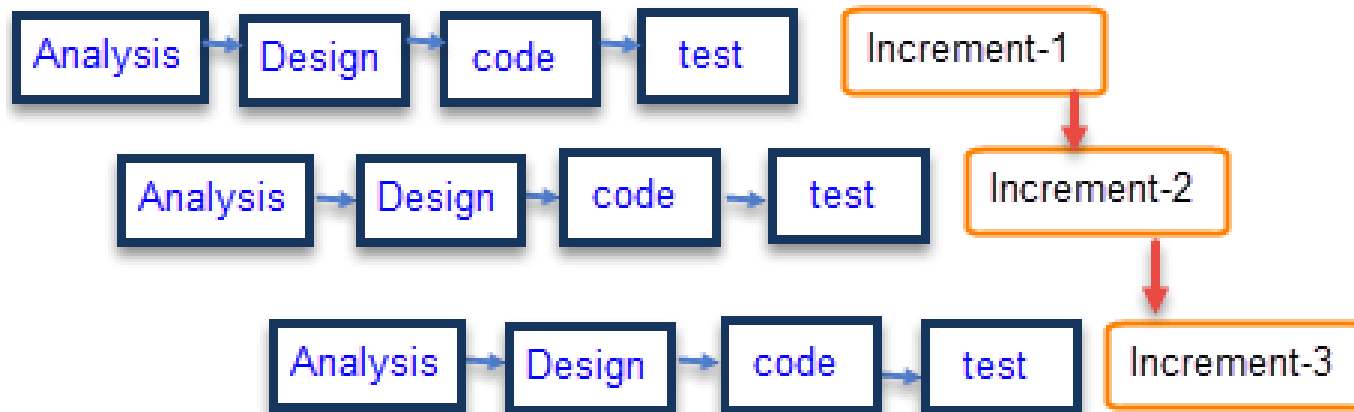 Analysis Design code test Increment-1
Analysis Design code test Increment-2
Analysis Design code test Increment-3